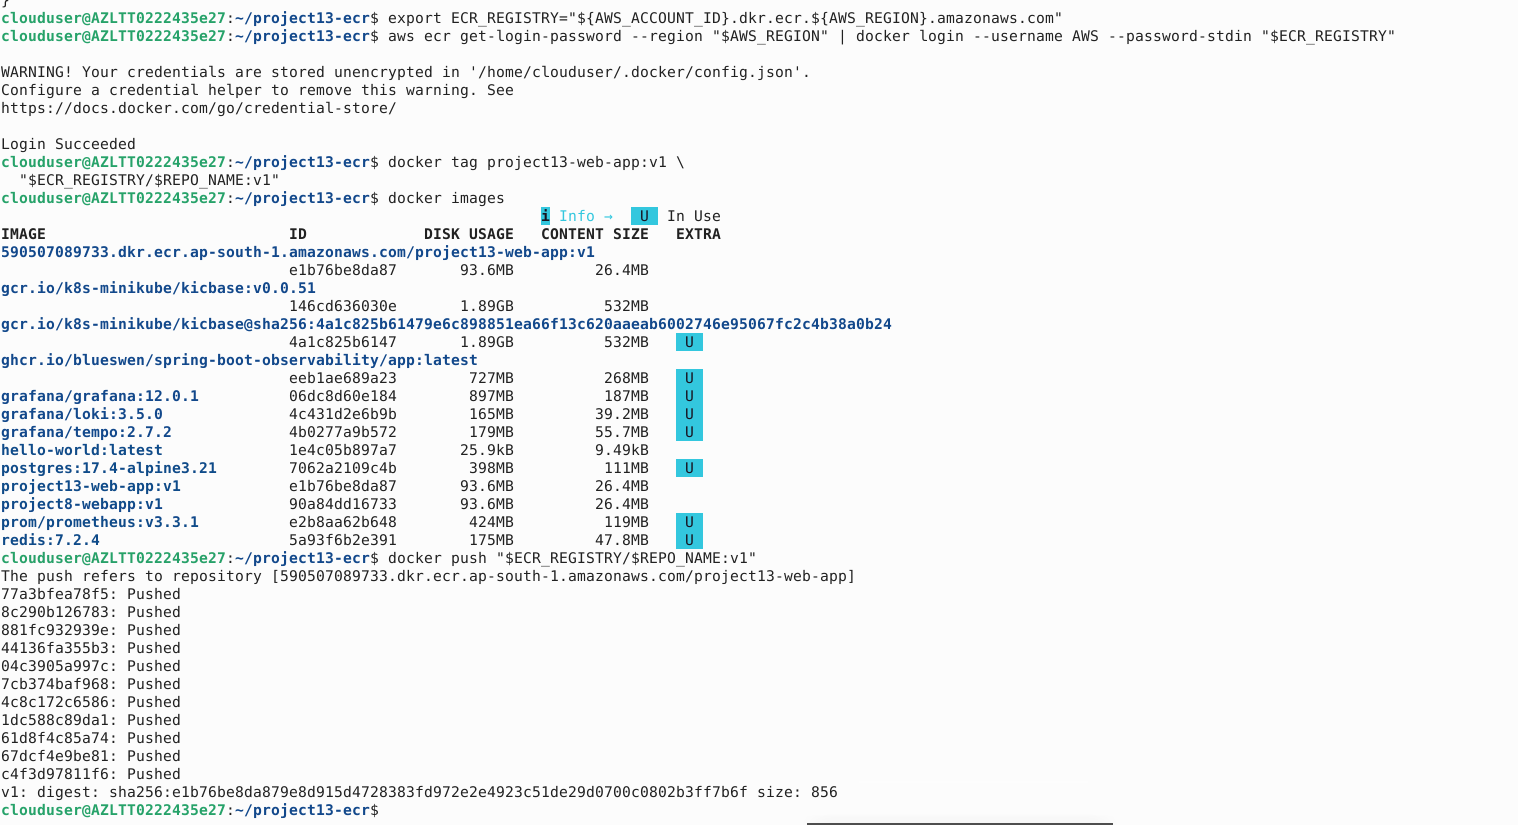 }
clouduser@AZLTT0222435e27:~/project13-ecr$ export ECR_REGISTRY="${AWS_ACCOUNT_ID}.dkr.ecr.${AWS_REGION}.amazonaws.com"
clouduser@AZLTT0222435e27:~/project13-ecr$ aws ecr get-login-password --region "$AWS_REGION" | docker login --username AWS --password-stdin "$ECR_REGISTRY"

WARNING! Your credentials are stored unencrypted in '/home/clouduser/.docker/config.json'.
Configure a credential helper to remove this warning. See
https://docs.docker.com/go/credential-store/

Login Succeeded
clouduser@AZLTT0222435e27:~/project13-ecr$ docker tag project13-web-app:v1 \
  "$ECR_REGISTRY/$REPO_NAME:v1"
clouduser@AZLTT0222435e27:~/project13-ecr$ docker images
i Info →  U  In Use
IMAGE                           ID             DISK USAGE   CONTENT SIZE   EXTRA
590507089733.dkr.ecr.ap-south-1.amazonaws.com/project13-web-app:v1
                                e1b76be8da87       93.6MB         26.4MB
gcr.io/k8s-minikube/kicbase:v0.0.51
                                146cd636030e       1.89GB          532MB
gcr.io/k8s-minikube/kicbase@sha256:4a1c825b61479e6c898851ea66f13c620aaeab6002746e95067fc2c4b38a0b24
                                4a1c825b6147       1.89GB          532MB    U
ghcr.io/blueswen/spring-boot-observability/app:latest
                                eeb1ae689a23        727MB          268MB    U
grafana/grafana:12.0.1          06dc8d60e184        897MB          187MB    U
grafana/loki:3.5.0              4c431d2e6b9b        165MB         39.2MB    U
grafana/tempo:2.7.2             4b0277a9b572        179MB         55.7MB    U
hello-world:latest              1e4c05b897a7       25.9kB         9.49kB
postgres:17.4-alpine3.21        7062a2109c4b        398MB          111MB    U
project13-web-app:v1            e1b76be8da87       93.6MB         26.4MB
project8-webapp:v1              90a84dd16733       93.6MB         26.4MB
prom/prometheus:v3.3.1          e2b8aa62b648        424MB          119MB    U
redis:7.2.4                     5a93f6b2e391        175MB         47.8MB    U
clouduser@AZLTT0222435e27:~/project13-ecr$ docker push "$ECR_REGISTRY/$REPO_NAME:v1"
The push refers to repository [590507089733.dkr.ecr.ap-south-1.amazonaws.com/project13-web-app]
77a3bfea78f5: Pushed
8c290b126783: Pushed
881fc932939e: Pushed
44136fa355b3: Pushed
04c3905a997c: Pushed
7cb374baf968: Pushed
4c8c172c6586: Pushed
1dc588c89da1: Pushed
61d8f4c85a74: Pushed
67dcf4e9be81: Pushed
c4f3d97811f6: Pushed
v1: digest: sha256:e1b76be8da879e8d915d4728383fd972e2e4923c51de29d0700c0802b3ff7b6f size: 856
clouduser@AZLTT0222435e27:~/project13-ecr$